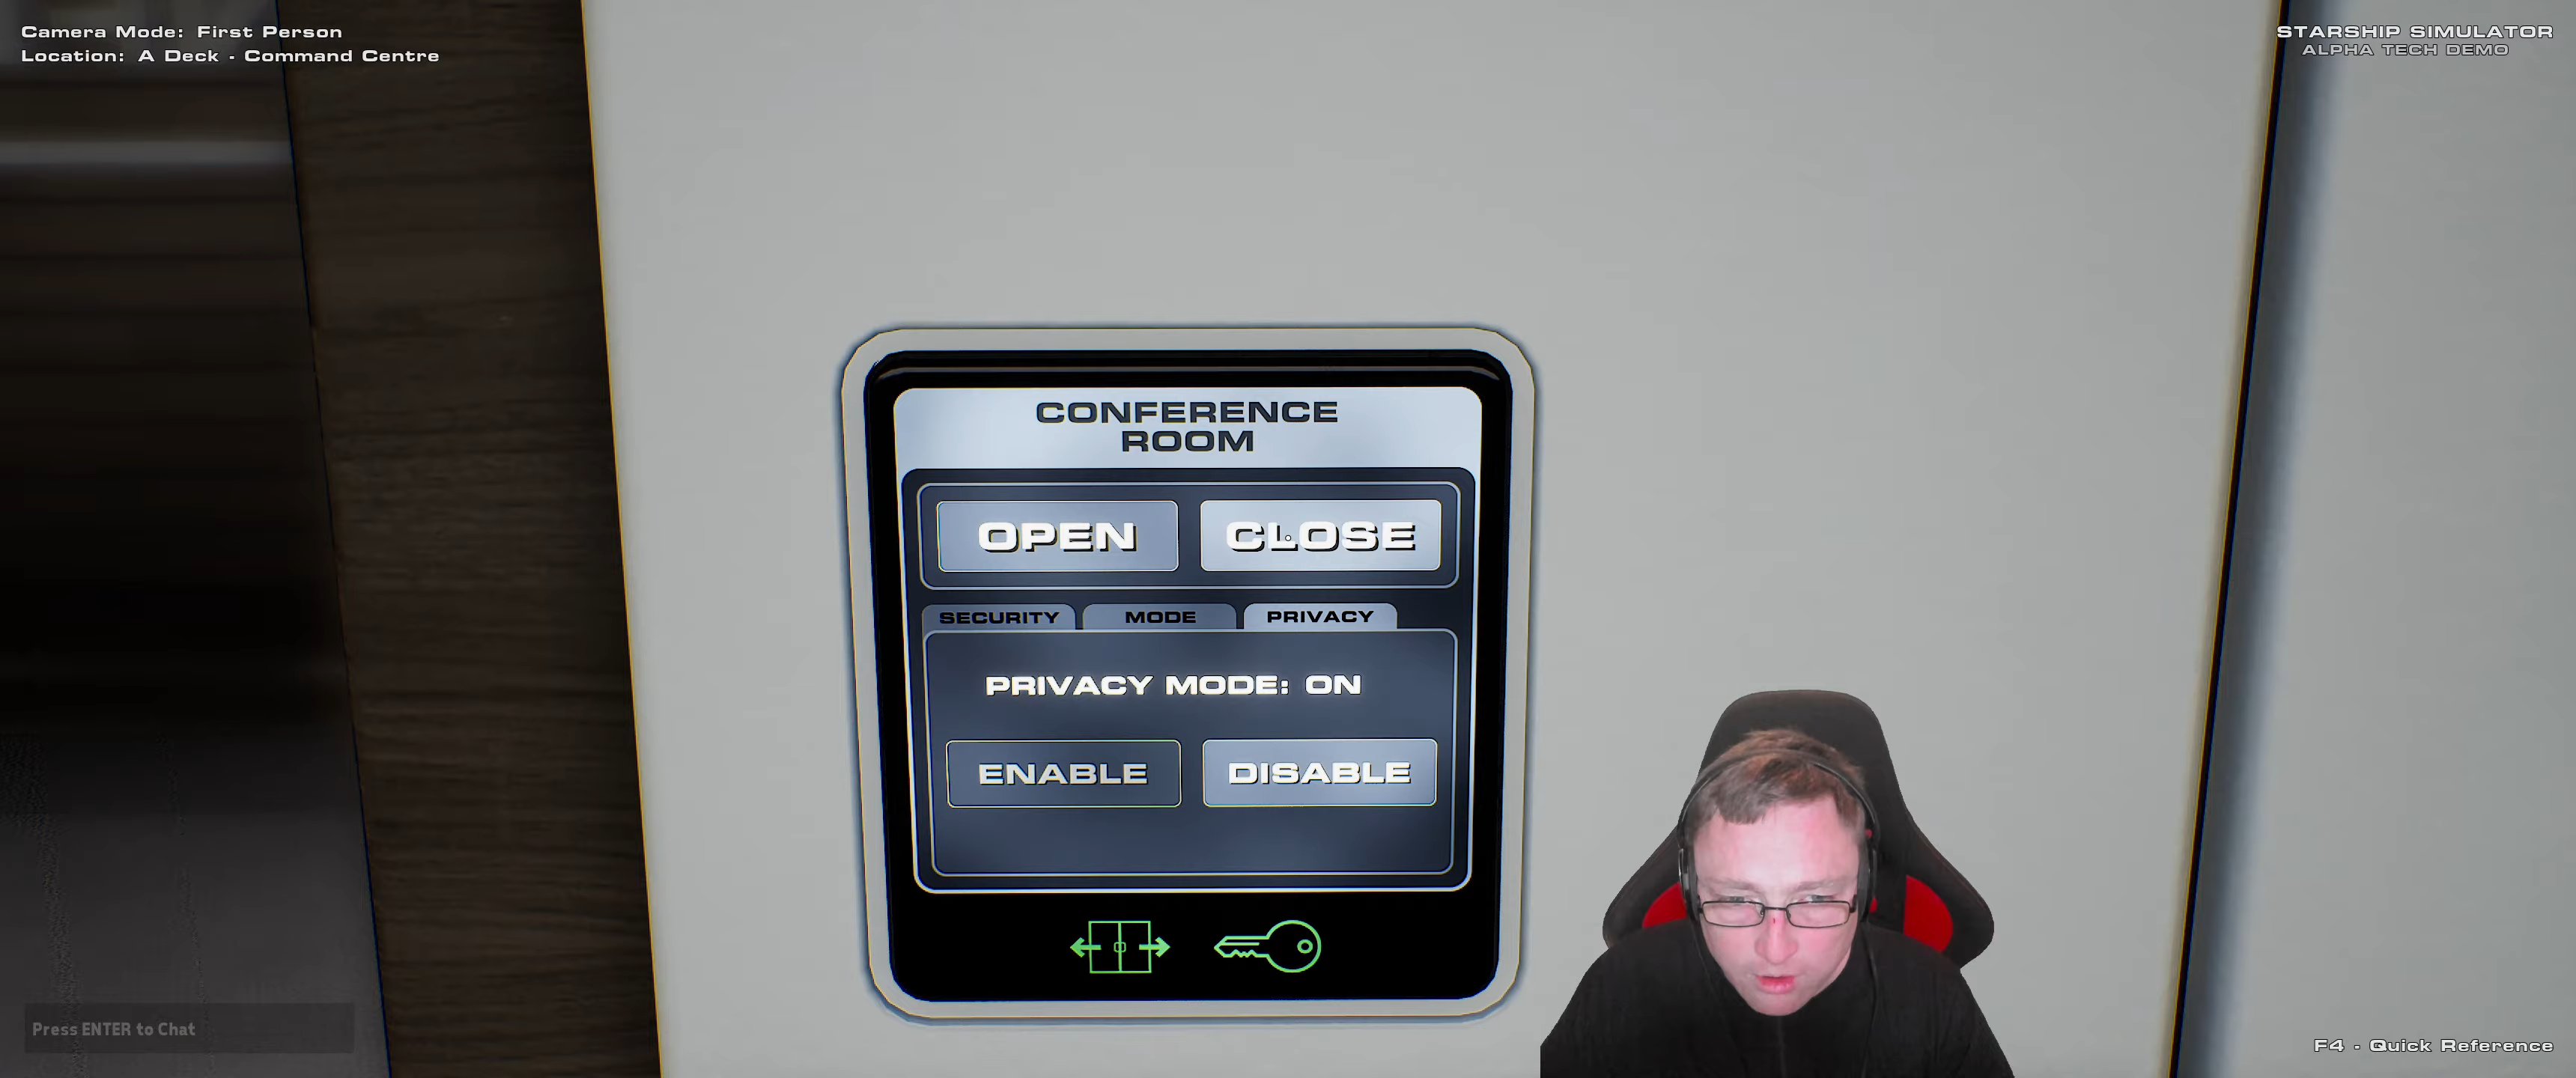 Camera Mode: First Person
Location: A Deck - Command Centre
STARSHIP SIMULATOR
ALPHA TECH DEMO
CONFERENCE
ROOM
OPEN CLOSE
SECURITY MODE PRIVACY
PRIVACY MODE: ON
ENABLE DISABLE
Press ENTER to Chat
F4 - Quick Reference